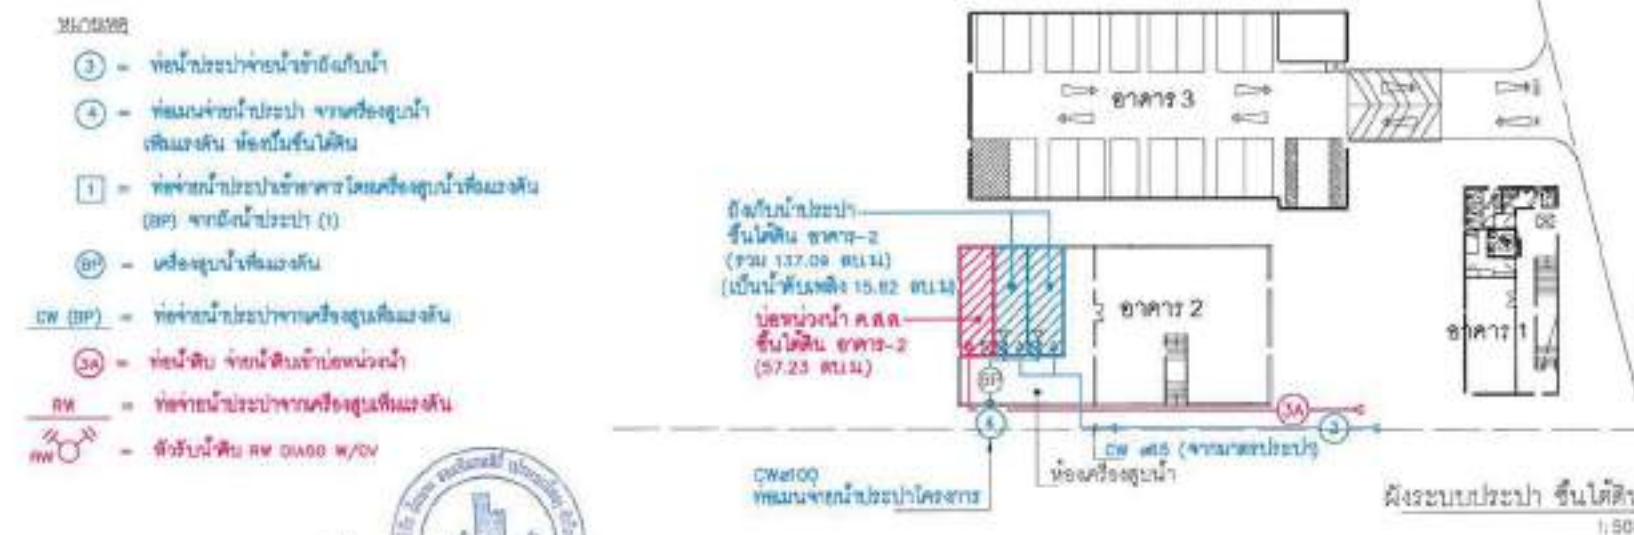 หมายเหตุ
3 = ท่อน้ำประปาจ่ายน้ำเข้าถังเก็บน้ำ
4 = ท่อเมนจ่ายน้ำประปา จากเครื่องสูบน้ำ
เพิ่มแรงดัน ห้องปั๊มชั้นใต้ดิน
1 = ท่อจ่ายน้ำประปาเข้าอาคารโดยเครื่องสูบน้ำเพิ่มแรงดัน
(BP) จากถังน้ำประปา (1)
BP = เครื่องสูบน้ำเพิ่มแรงดัน
CW (BP) = ท่อจ่ายน้ำประปาจากเครื่องสูบเพิ่มแรงดัน
3A = ท่อน้ำดิบ จ่ายน้ำดิบเข้าบ่อหน่วงน้ำ
RW = ท่อจ่ายน้ำประปาจากเครื่องสูบเพิ่มแรงดัน
RW = หัวรับน้ำดิบ RW DIA60 W/OV
อาคาร 3
ถังเก็บน้ำประปา
ชั้นใต้ดิน อาคาร-2
(รวม 137.09 ลบ.ม)
(เป็นน้ำดับเพลิง 15.82 ลบ.ม)
บ่อหน่วงน้ำ ค.ส.ล.
ชั้นใต้ดิน อาคาร-2
(57.23 ลบ.ม)
อาคาร 2
อาคาร 1
BP
3A
4
3
CW ø65 (จากมาตรประปา)
ห้องเครื่องสูบน้ำ
CWø100
ท่อเมนจ่ายน้ำประปาโครงการ
ผังระบบประปา ชั้นใต้ดิน